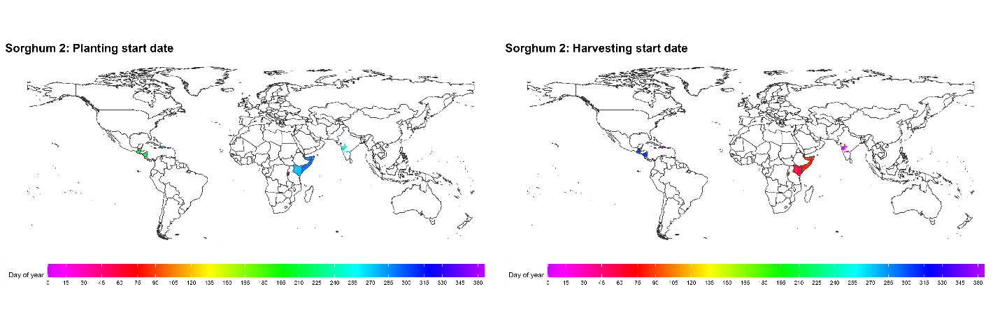 Sorghum 2: Planting start date
Sorghum 2: Harvesting start date
Day of year
0 15 30 45 60 75 90 105 120 135 150 165 180 195 210 225 240 255 270 285 300 315 330 345 360
Day of year
0 15 30 45 60 75 90 105 120 135 150 165 180 195 210 225 240 255 270 285 300 315 330 345 360